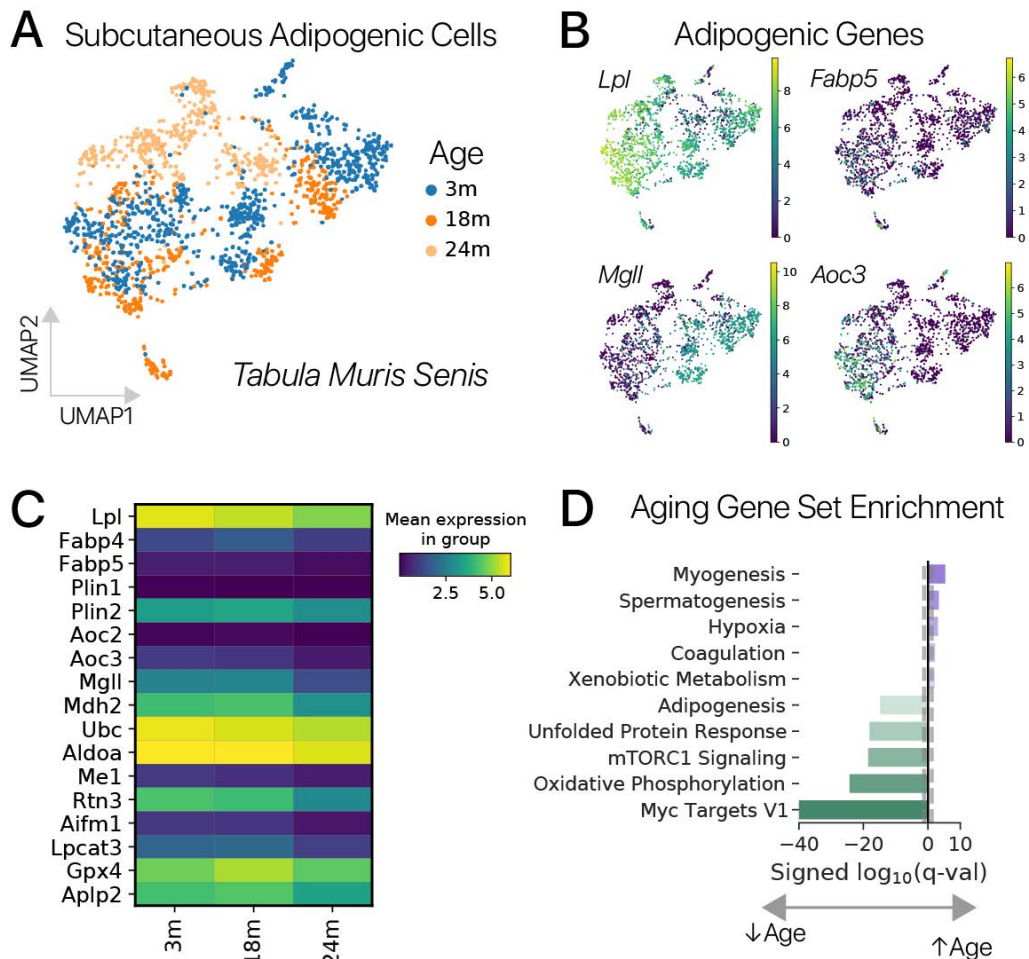 A
Subcutaneous Adipogenic Cells
Age
3m
18m
24m
UMAP2
UMAP1
Tabula Muris Senis
B
Adipogenic Genes
Lpl
8
6
4
2
0
Fabp5
6
5
4
3
2
1
0
Mgll
10
8
6
4
2
0
Aoc3
6
5
4
3
2
1
0
C
Lpl
Fabp4
Fabp5
Plin1
Plin2
Aoc2
Aoc3
Mgll
Mdh2
Ubc
Aldoa
Me1
Rtn3
Aifm1
Lpcat3
Gpx4
Aplp2
3m
18m
24m
Mean expression
in group
2.5 5.0
D
Aging Gene Set Enrichment
Myogenesis
Spermatogenesis
Hypoxia
Coagulation
Xenobiotic Metabolism
Adipogenesis
Unfolded Protein Response
mTORC1 Signaling
Oxidative Phosphorylation
Myc Targets V1
−40 −20 0 10
Signed log₁₀(q-val)
↓Age
↑Age